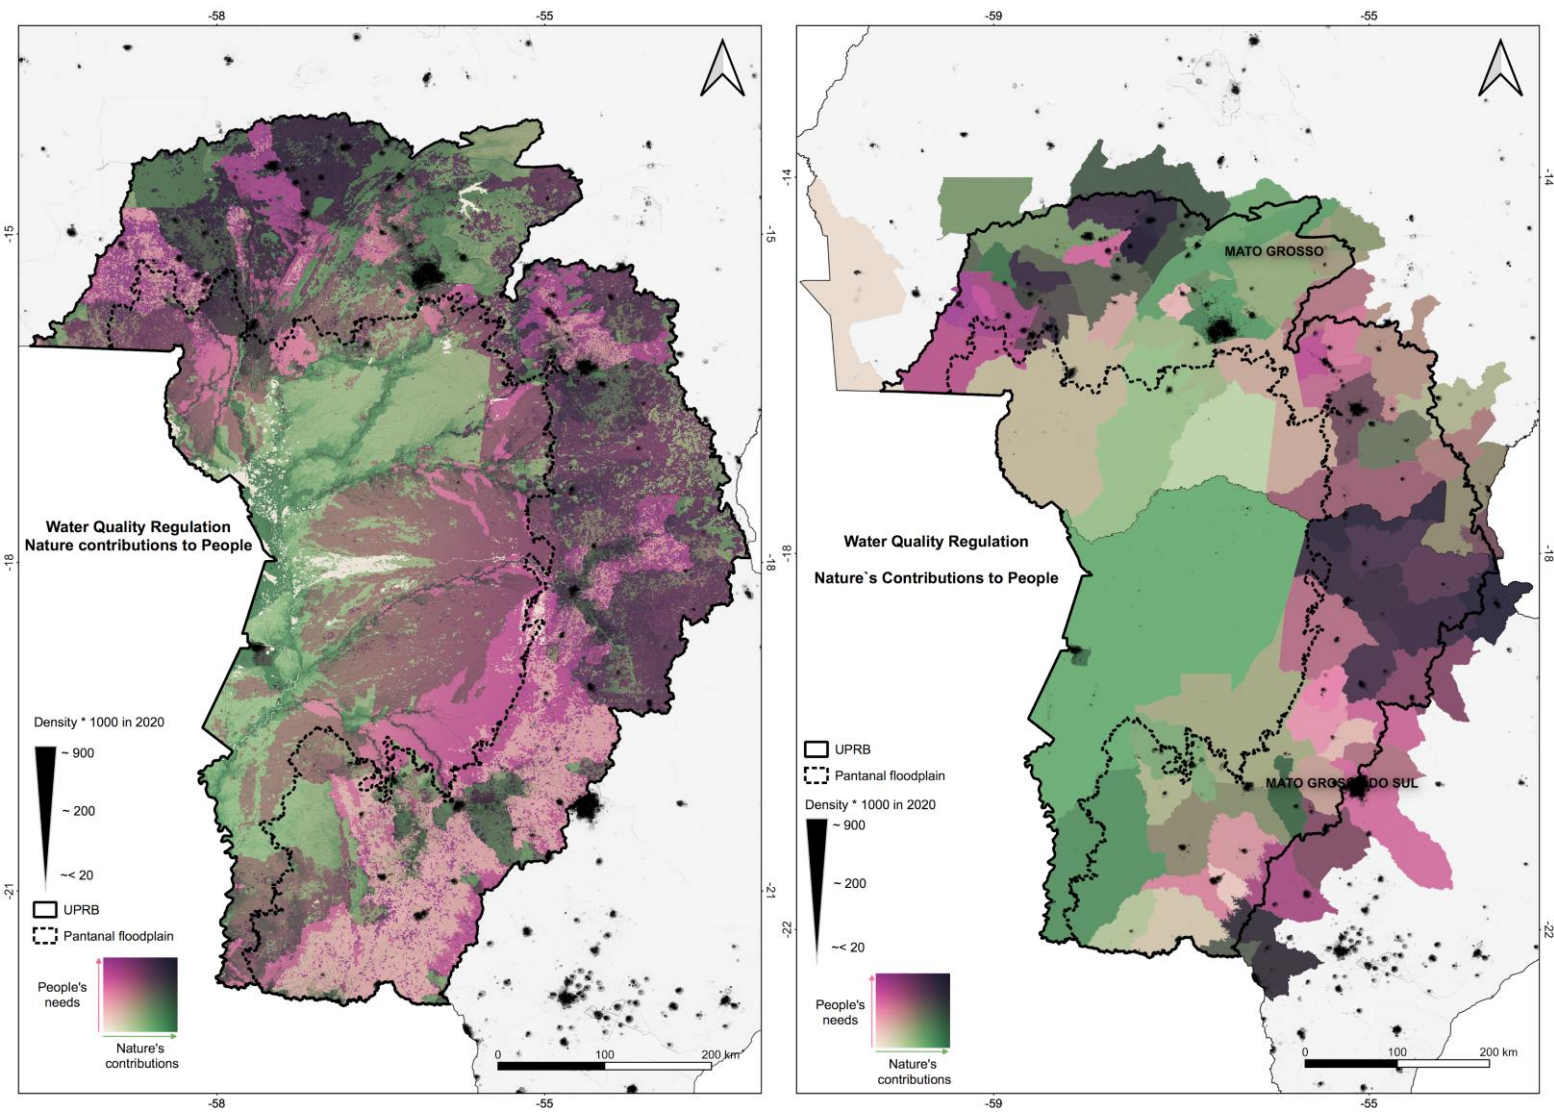 -58
-55
-15
-15
Water Quality Regulation
Nature contributions to People
-18
-18
Density * 1000 in 2020
~ 900
~ 200
~< 20
-21
-21
UPRB
Pantanal floodplain
People's
needs
Nature's
contributions
0
100
200 km
-58
-55
-59
-55
-14
-14
MATO GROSSO
Water Quality Regulation
Nature`s Contributions to People
-18
-18
UPRB
Pantanal floodplain
MATO GROSSO DO SUL
Density * 1000 in 2020
~ 900
~ 200
~< 20
-22
-22
People's
needs
Nature's
contributions
0
100
200 km
-59
-55